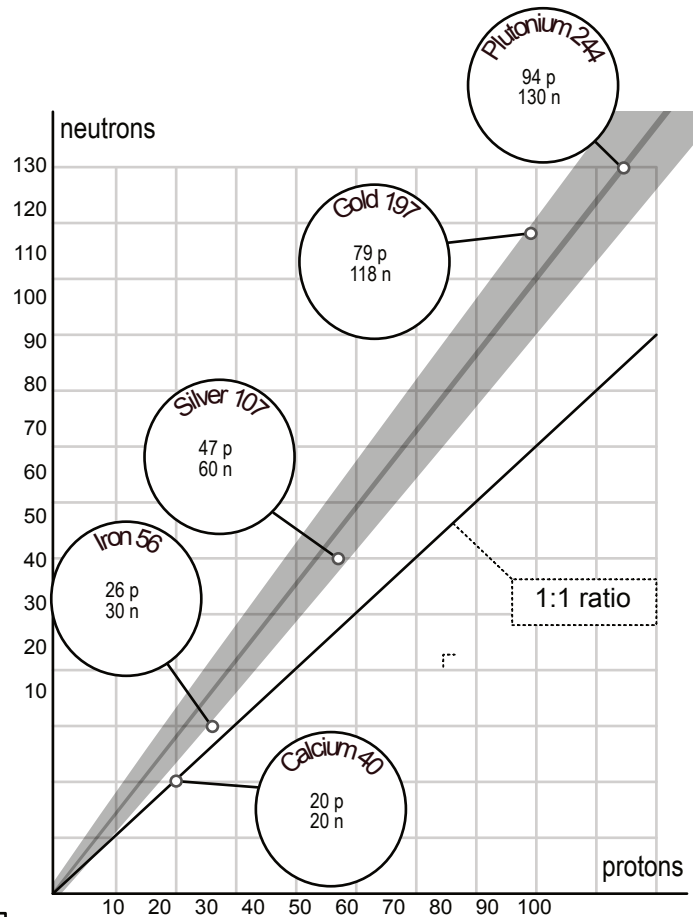 Plutonium 244
94 p
130 n
neutrons
130
120
110
100
90
80
70
60
50
40
30
20
10
Gold 197
79 p
118 n
Silver 107
47 p
60 n
Iron 56
26 p
30 n
1:1 ratio
Calcium 40
20 p
20 n
protons
10 20 30 40 50 60 70 80 90 100